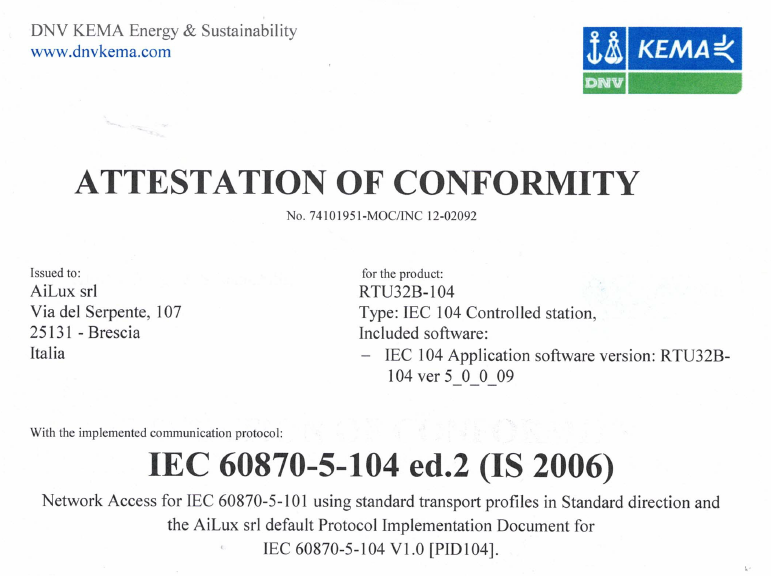 DNV KEMA Energy & Sustainability
www.dnvkema.com
KEMA
DNV
ATTESTATION OF CONFORMITY
No. 74101951-MOC/INC 12-02092
Issued to:
AiLux srl
Via del Serpente, 107
25131 - Brescia
Italia
for the product:
RTU32B-104
Type: IEC 104 Controlled station,
Included software:
– IEC 104 Application software version: RTU32B-
104 ver 5_0_0_09
With the implemented communication protocol:
IEC 60870-5-104 ed.2 (IS 2006)
Network Access for IEC 60870-5-101 using standard transport profiles in Standard direction and
the AiLux srl default Protocol Implementation Document for
IEC 60870-5-104 V1.0 [PID104].